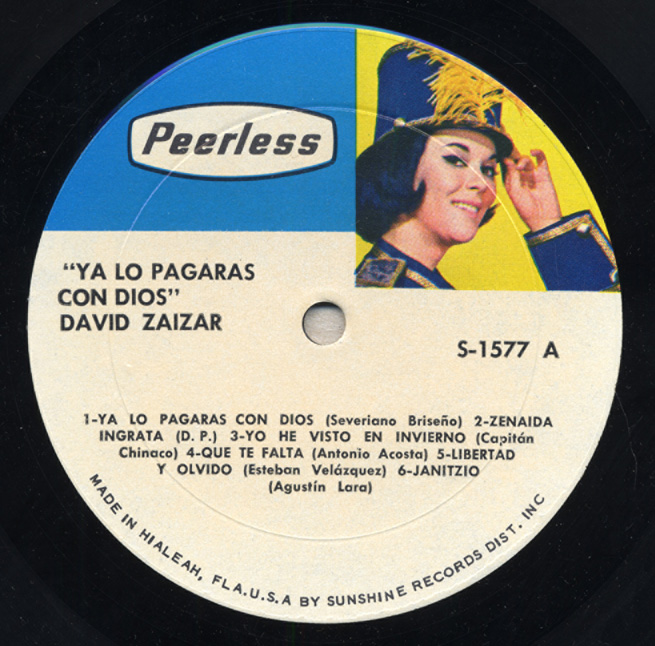 Peerless
"YA LO PAGARAS
CON DIOS"
DAVID ZAIZAR
S-1577 A
1-YA LO PAGARAS CON DIOS (Severiano Briseño) 2-ZENAIDA
INGRATA (D. P.) 3-YO HE VISTO EN INVIERNO (Capitán
Chinaco) 4-QUE TE FALTA (Antonio Acosta) 5-LIBERTAD
Y OLVIDO (Esteban Velázquez) 6-JANITZIO
(Agustín Lara)
MADE IN HIALEAH, FLA.U.S.A BY SUNSHINE RECORDS DIST. INC